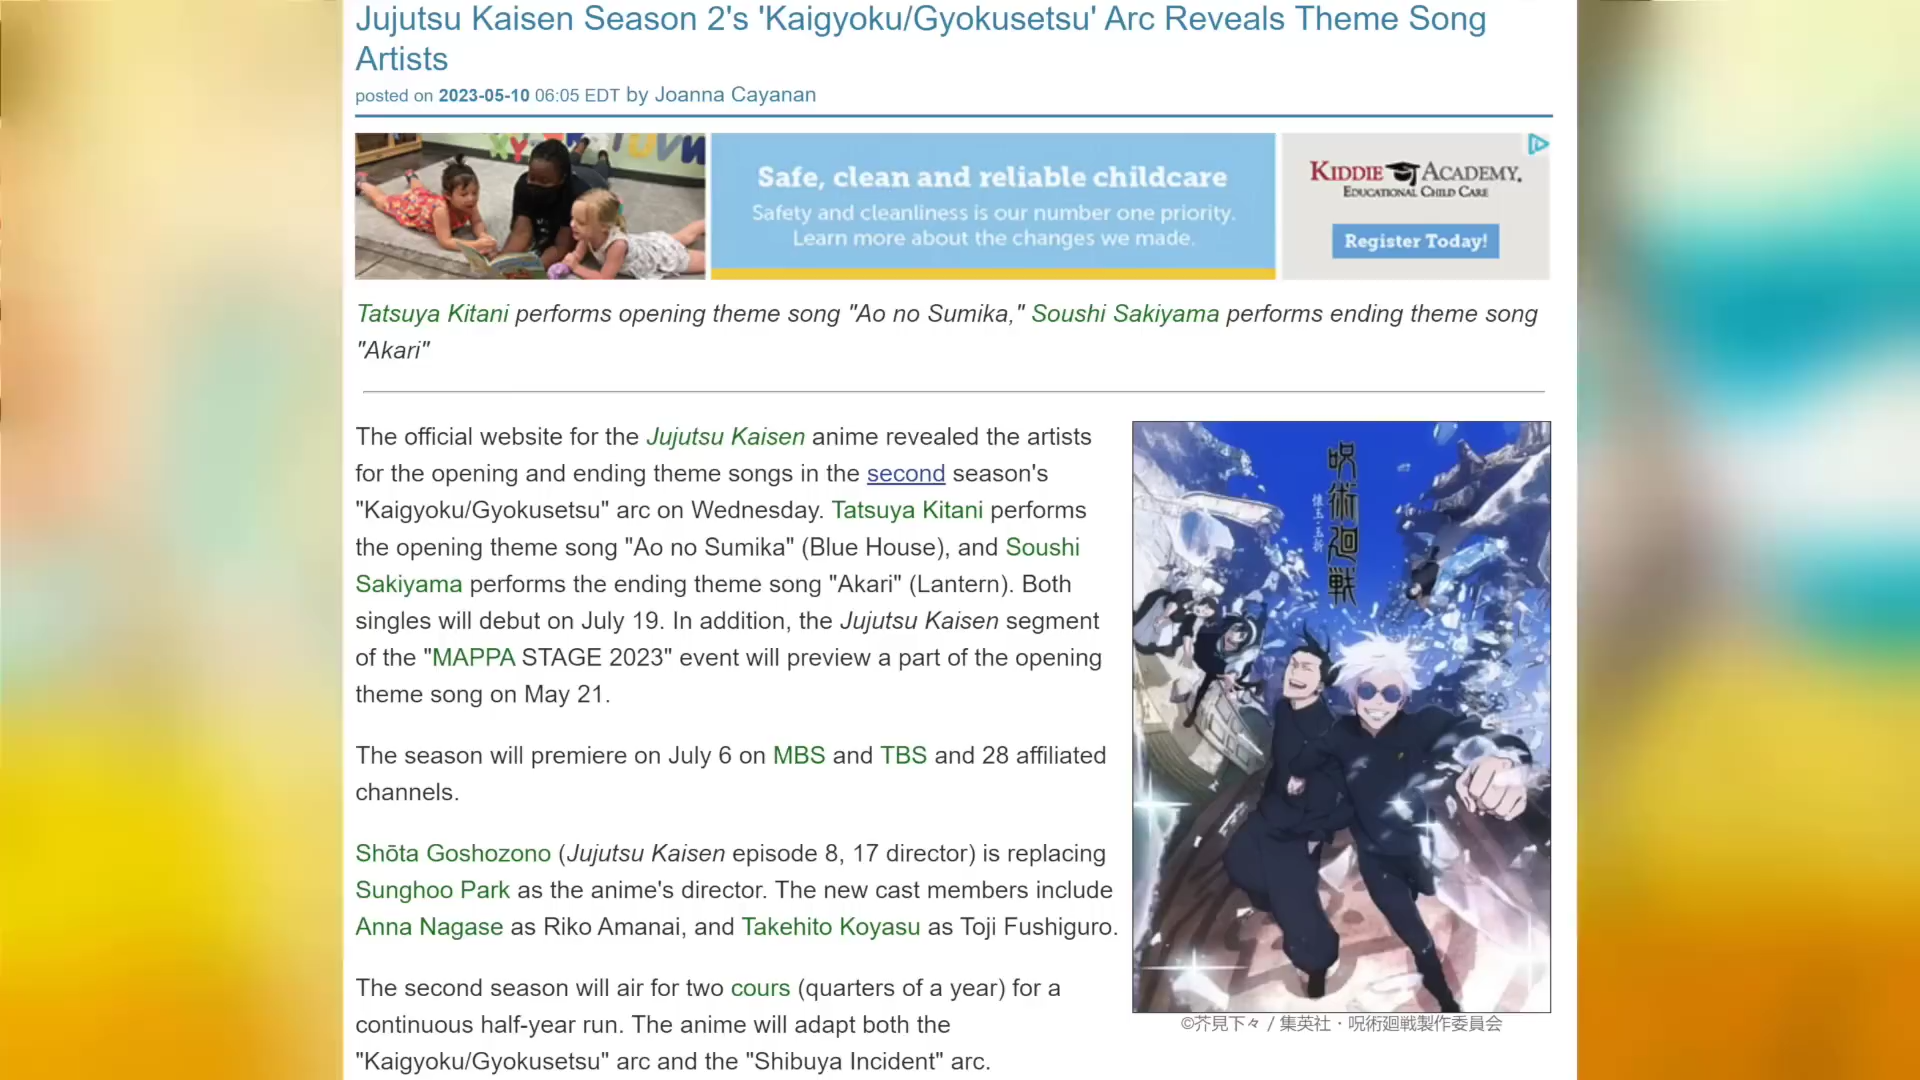 Jujutsu Kaisen Season 2's 'Kaigyoku/Gyokusetsu' Arc Reveals Theme Song
Artists
posted on 2023-05-10 06:05 EDT by Joanna Cayanan
Safe, clean and reliable childcare
Safety and cleanliness is our number one priority.
Learn more about the changes we made.
KIDDIE ACADEMY.
EDUCATIONAL CHILD CARE
Register Today!
Tatsuya Kitani performs opening theme song "Ao no Sumika," Soushi Sakiyama performs ending theme song
"Akari"
The official website for the Jujutsu Kaisen anime revealed the artists
for the opening and ending theme songs in the second season's
"Kaigyoku/Gyokusetsu" arc on Wednesday. Tatsuya Kitani performs
the opening theme song "Ao no Sumika" (Blue House), and Soushi
Sakiyama performs the ending theme song "Akari" (Lantern). Both
singles will debut on July 19. In addition, the Jujutsu Kaisen segment
of the "MAPPA STAGE 2023" event will preview a part of the opening
theme song on May 21.
The season will premiere on July 6 on MBS and TBS and 28 affiliated
channels.
Shōta Goshozono (Jujutsu Kaisen episode 8, 17 director) is replacing
Sunghoo Park as the anime's director. The new cast members include
Anna Nagase as Riko Amanai, and Takehito Koyasu as Toji Fushiguro.
The second season will air for two cours (quarters of a year) for a
continuous half-year run. The anime will adapt both the
"Kaigyoku/Gyokusetsu" arc and the "Shibuya Incident" arc.
呪術廻戦
懐玉・玉折
©芥見下々 / 集英社・呪術廻戦製作委員会